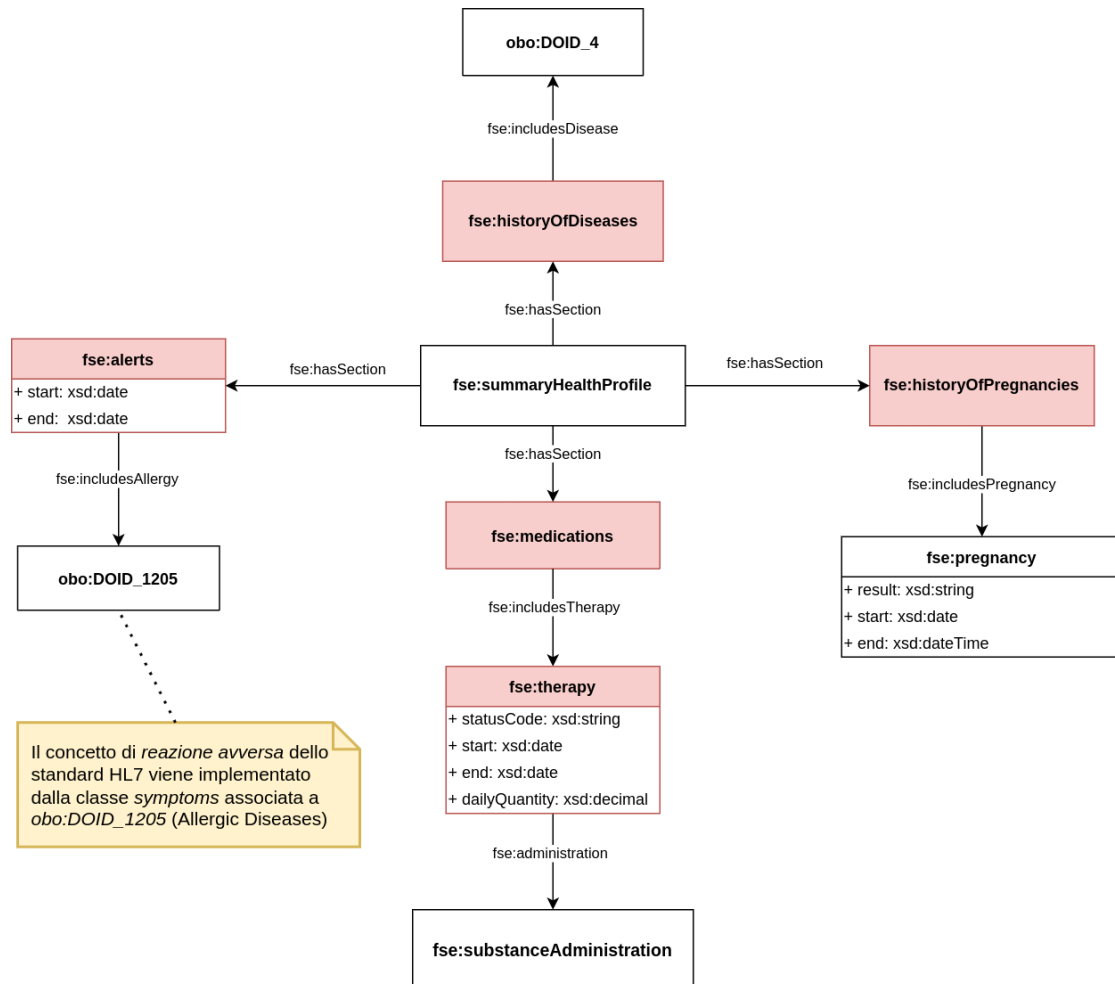 obo:DOID_4
fse:includesDisease
fse:historyOfDiseases
fse:hasSection
fse:alerts
+ start: xsd:date
+ end:  xsd:date
fse:hasSection
fse:summaryHealthProfile
fse:hasSection
fse:historyOfPregnancies
fse:hasSection
fse:includesAllergy
fse:includesPregnancy
fse:medications
obo:DOID_1205
fse:pregnancy
+ result: xsd:string
+ start: xsd:date
+ end: xsd:dateTime
fse:includesTherapy
fse:therapy
+ statusCode: xsd:string
+ start: xsd:date
+ end: xsd:date
+ dailyQuantity: xsd:decimal
Il concetto di reazione avversa dello
standard HL7 viene implementato
dalla classe symptoms associata a
obo:DOID_1205 (Allergic Diseases)
fse:administration
fse:substanceAdministration